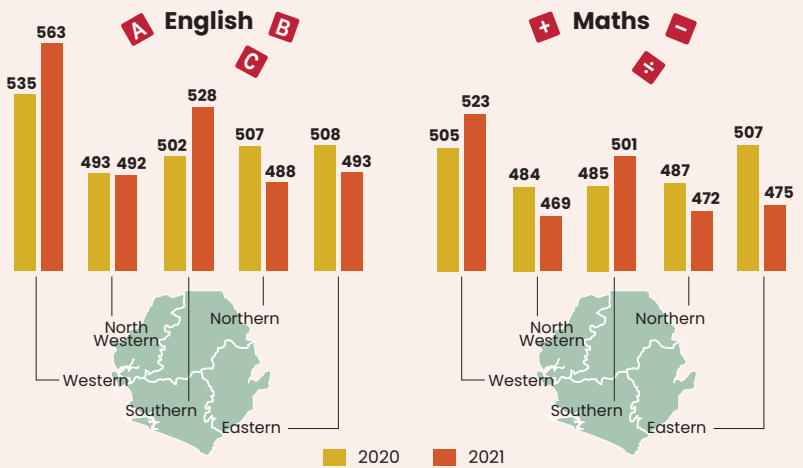 A English B
C
535 563
493 492
502 528
507 488
508 493
North
Western
Northern
Western
Southern
Eastern
+ Maths −
÷
505 523
484 469
485 501
487 472
507 475
North
Western
Northern
Western
Southern
Eastern
2020 2021